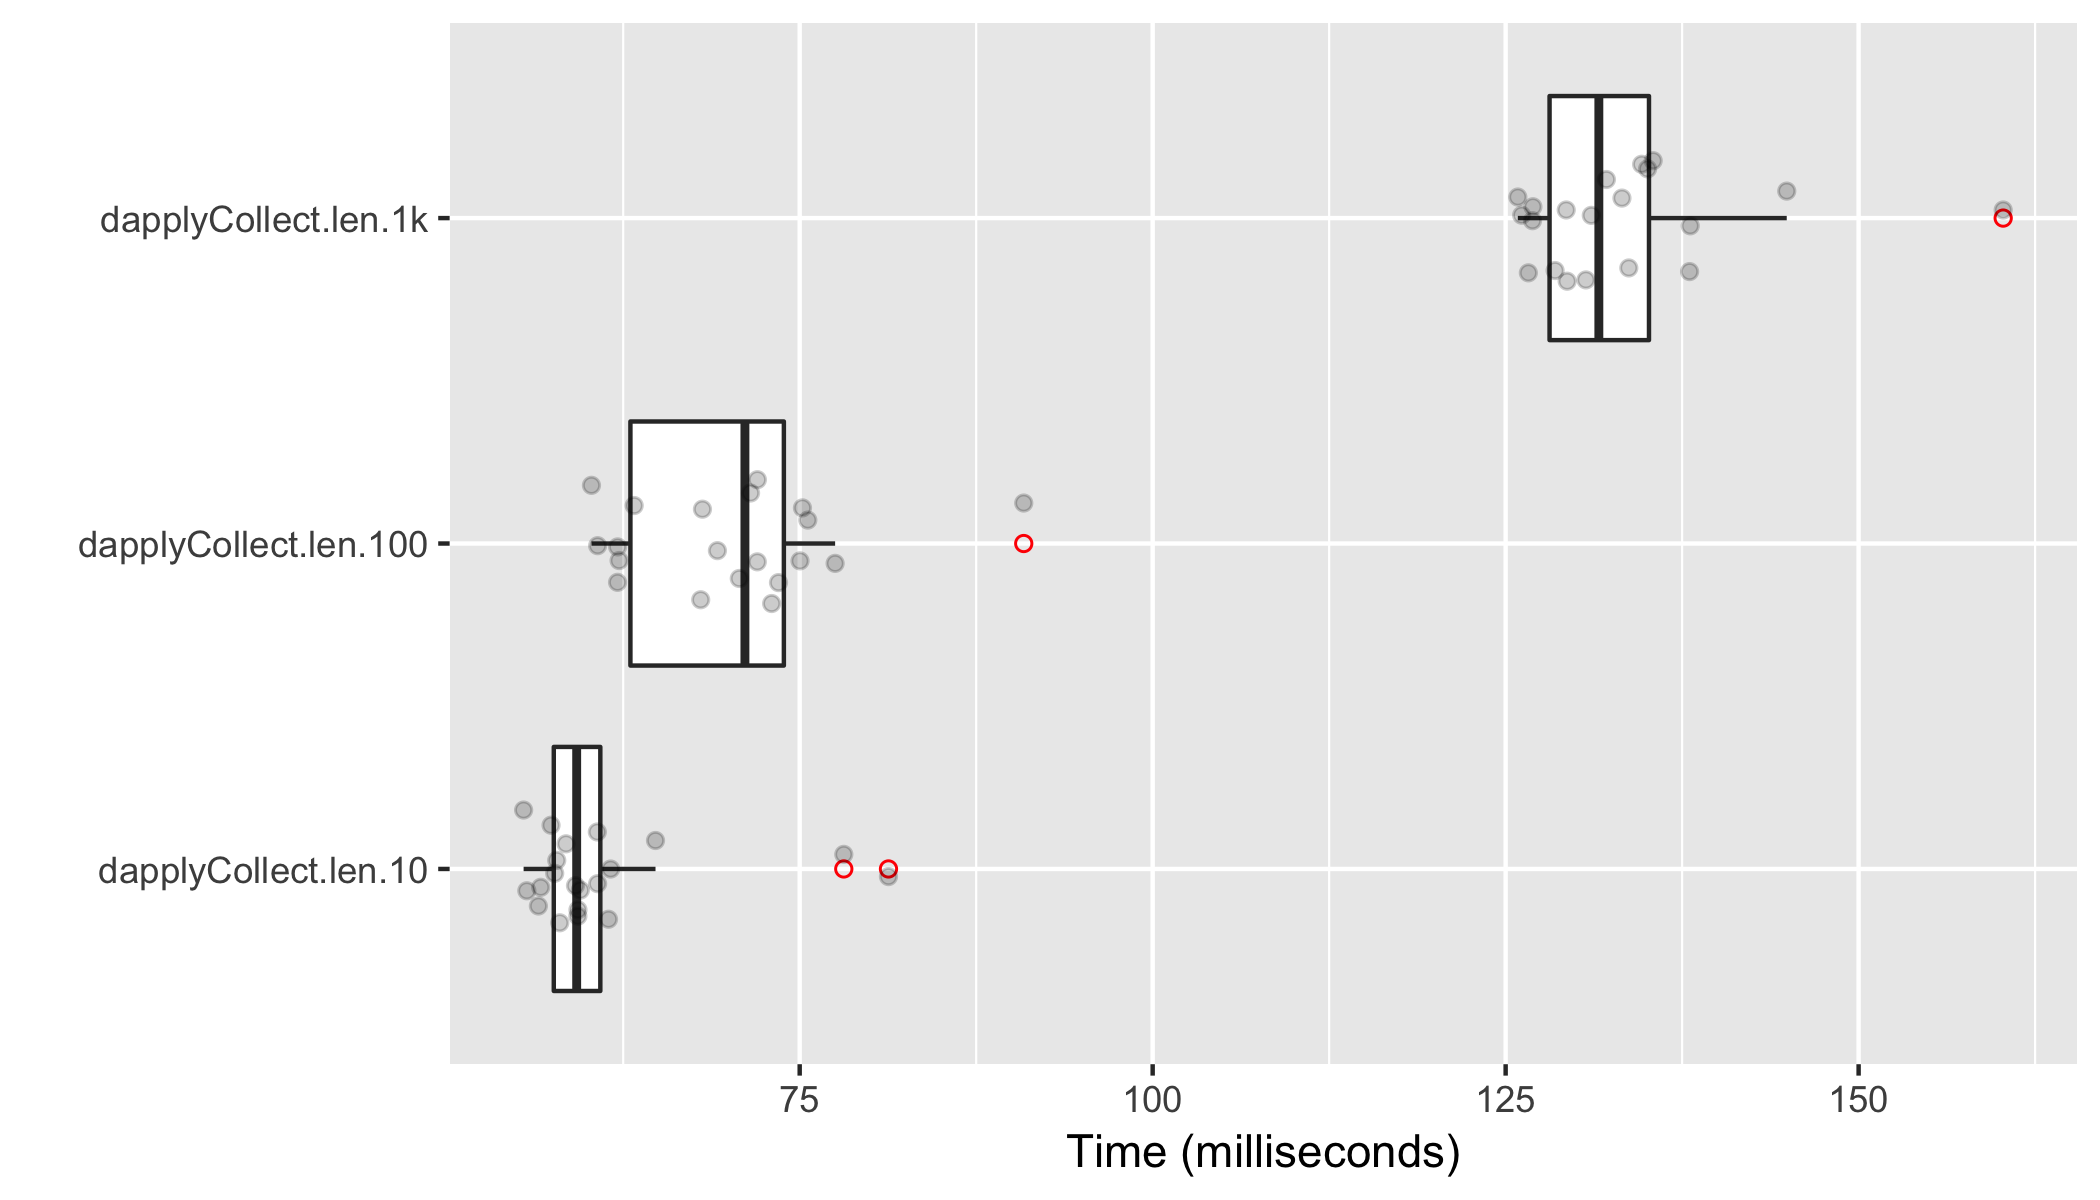 dapplyCollect.len.1k
dapplyCollect.len.100
dapplyCollect.len.10
75 100 125 150
Time (milliseconds)